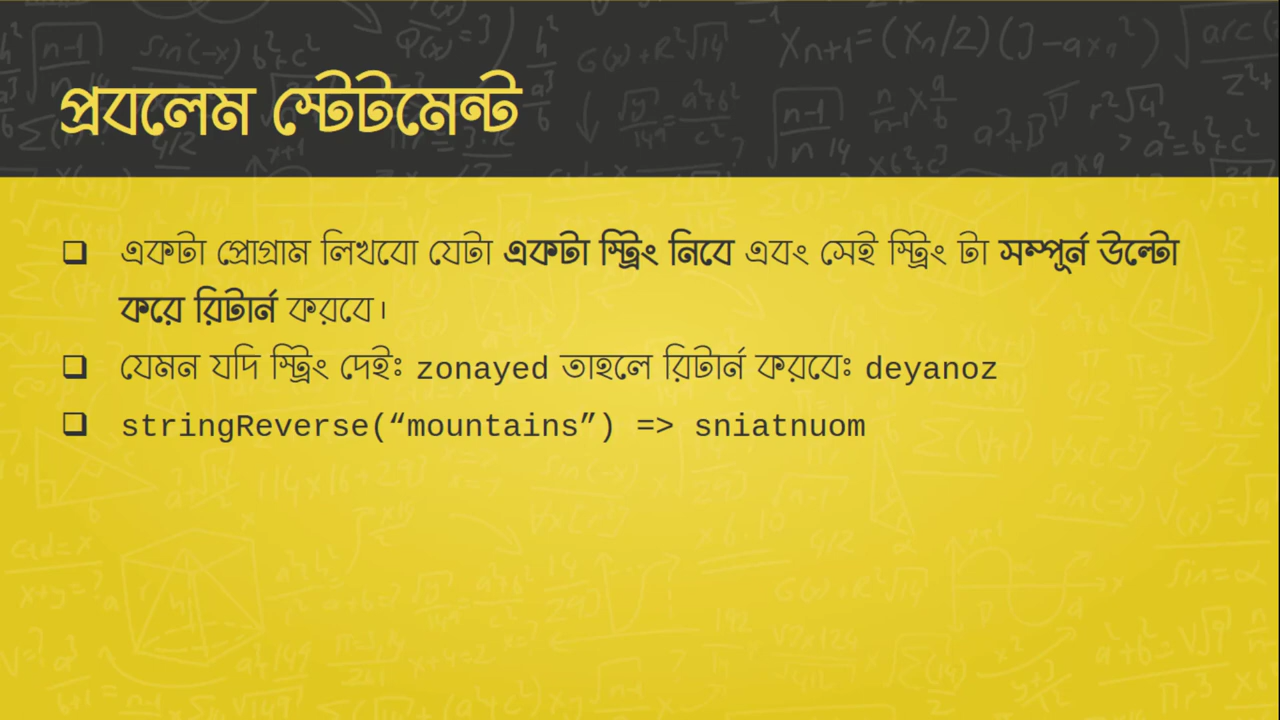 প্রবলেম স্টেটমেন্ট
❑ একটা প্রোগ্রাম লিখবো যেটা একটা স্ট্রিং নিবে এবং সেই স্ট্রিং টা সম্পূর্ন উল্টো
করে রিটার্ন করবে।
❑ যেমন যদি স্ট্রিং দেইঃ zonayed তাহলে রিটার্ন করবেঃ deyanoz
❑ stringReverse(“mountains”) => sniatnuom